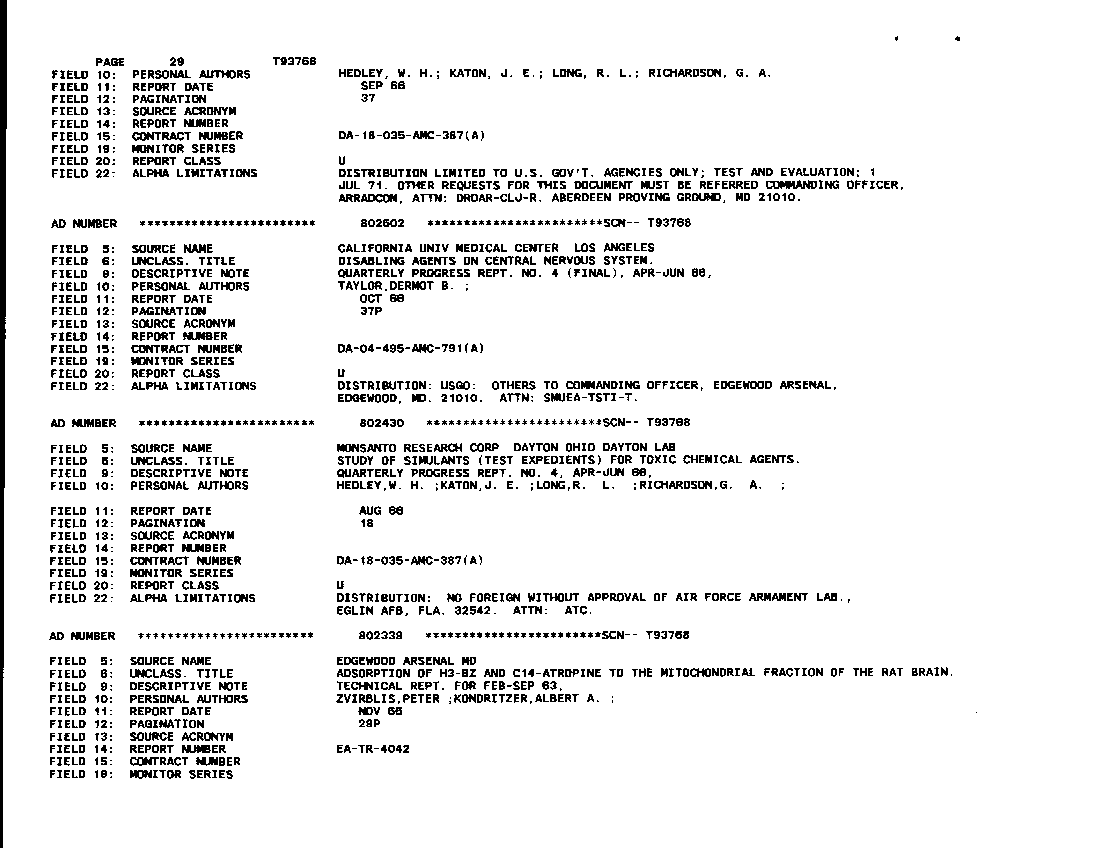 PAGE 29 T93768
FIELD 10: PERSONAL AUTHORS HEDLEY, W. H.; KATON, J. E.; LONG, R. L.; RICHARDSON, G. A.
FIELD 11: REPORT DATE SEP 66
FIELD 12: PAGINATION 37
FIELD 13: SOURCE ACRONYM
FIELD 14: REPORT NUMBER
FIELD 15: CONTRACT NUMBER DA-18-035-AMC-387(A)
FIELD 19: MONITOR SERIES
FIELD 20: REPORT CLASS U
FIELD 22: ALPHA LIMITATIONS DISTRIBUTION LIMITED TO U.S. GOV'T. AGENCIES ONLY; TEST AND EVALUATION; 1
JUL 71. OTHER REQUESTS FOR THIS DOCUMENT MUST BE REFERRED COMMANDING OFFICER,
ARRADCOM, ATTN: DRDAR-CLJ-R. ABERDEEN PROVING GROUND, MD 21010.
AD NUMBER ************************ 802602 ************************SCN-- T93768
FIELD 5: SOURCE NAME CALIFORNIA UNIV MEDICAL CENTER LOS ANGELES
FIELD 6: UNCLASS. TITLE DISABLING AGENTS ON CENTRAL NERVOUS SYSTEM.
FIELD 9: DESCRIPTIVE NOTE QUARTERLY PROGRESS REPT. NO. 4 (FINAL), APR-JUN 66,
FIELD 10: PERSONAL AUTHORS TAYLOR,DERMOT B. ;
FIELD 11: REPORT DATE OCT 66
FIELD 12: PAGINATION 37P
FIELD 13: SOURCE ACRONYM
FIELD 14: REPORT NUMBER
FIELD 15: CONTRACT NUMBER DA-04-495-AMC-791(A)
FIELD 19: MONITOR SERIES
FIELD 20: REPORT CLASS U
FIELD 22: ALPHA LIMITATIONS DISTRIBUTION: USGO: OTHERS TO COMMANDING OFFICER, EDGEWOOD ARSENAL,
EDGEWOOD, MD. 21010. ATTN: SMUEA-TSTI-T.
AD NUMBER ************************ 802430 ************************SCN-- T93768
FIELD 5: SOURCE NAME MONSANTO RESEARCH CORP DAYTON OHIO DAYTON LAB
FIELD 6: UNCLASS. TITLE STUDY OF SIMULANTS (TEST EXPEDIENTS) FOR TOXIC CHEMICAL AGENTS.
FIELD 9: DESCRIPTIVE NOTE QUARTERLY PROGRESS REPT. NO. 4, APR-JUN 66,
FIELD 10: PERSONAL AUTHORS HEDLEY,W. H. ;KATON,J. E. ;LONG,R. L. ;RICHARDSON,G. A. ;
FIELD 11: REPORT DATE AUG 66
FIELD 12: PAGINATION 18
FIELD 13: SOURCE ACRONYM
FIELD 14: REPORT NUMBER
FIELD 15: CONTRACT NUMBER DA-18-035-AMC-387(A)
FIELD 19: MONITOR SERIES
FIELD 20: REPORT CLASS U
FIELD 22: ALPHA LIMITATIONS DISTRIBUTION: NO FOREIGN WITHOUT APPROVAL OF AIR FORCE ARMAMENT LAB.,
EGLIN AFB, FLA. 32542. ATTN: ATC.
AD NUMBER ************************ 802339 ************************SCN-- T93768
FIELD 5: SOURCE NAME EDGEWOOD ARSENAL MD
FIELD 6: UNCLASS. TITLE ADSORPTION OF H3-BZ AND C14-ATROPINE TO THE MITOCHONDRIAL FRACTION OF THE RAT BRAIN.
FIELD 9: DESCRIPTIVE NOTE TECHNICAL REPT. FOR FEB-SEP 63,
FIELD 10: PERSONAL AUTHORS ZVIRBLIS,PETER ;KONDRITZER,ALBERT A. ;
FIELD 11: REPORT DATE NOV 66
FIELD 12: PAGINATION 29P
FIELD 13: SOURCE ACRONYM
FIELD 14: REPORT NUMBER EA-TR-4042
FIELD 15: CONTRACT NUMBER
FIELD 19: MONITOR SERIES